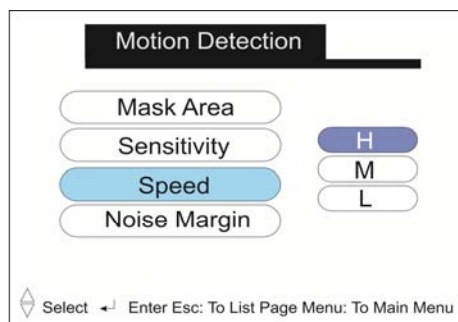 Motion Detection
Mask Area
Sensitivity
Speed
Noise Margin
H
M
L
Select ↵ Enter Esc: To List Page Menu: To Main Menu